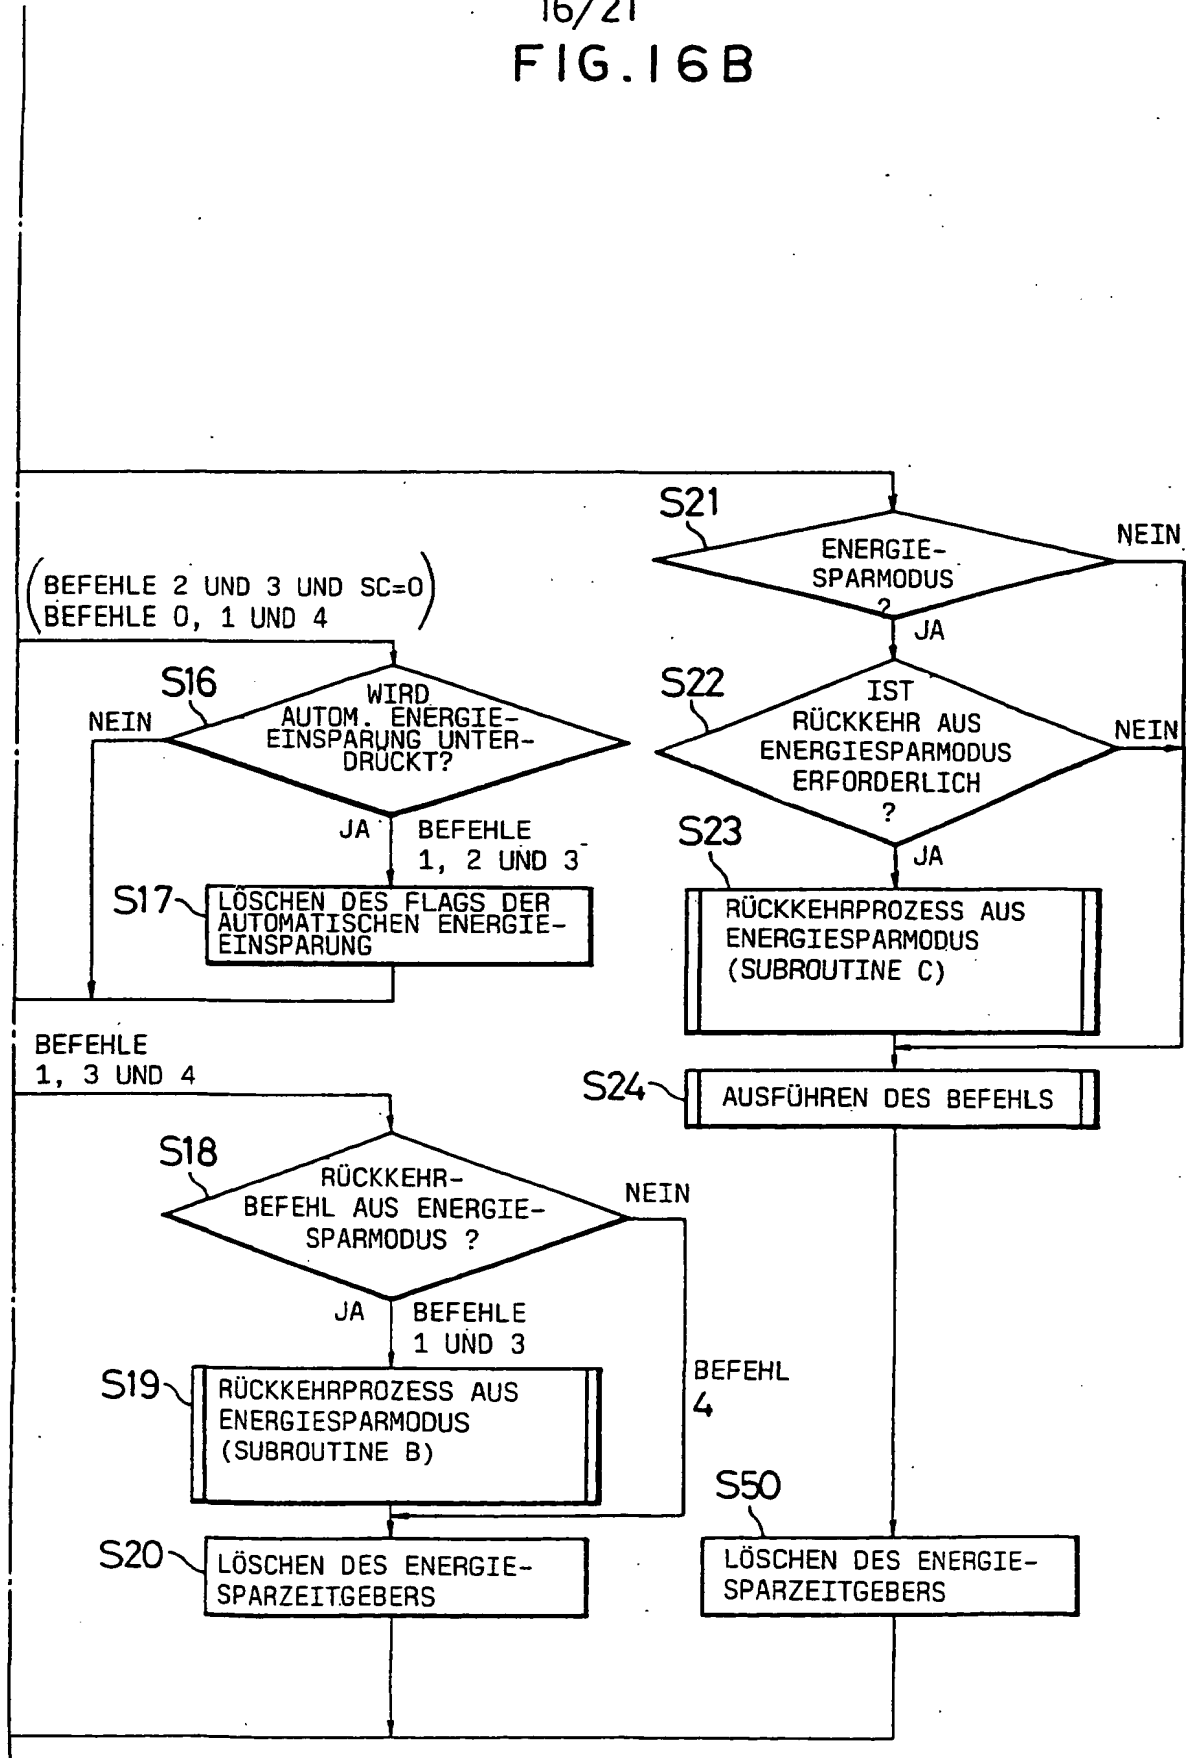 16/21
FIG.16B
S21
ENERGIE-
SPARMODUS
?
NEIN
JA
(BEFEHLE 2 UND 3 UND SC=0)
(BEFEHLE 0, 1 UND 4)
S16
WIRD
AUTOM. ENERGIE-
EINSPARUNG UNTER-
DRÜCKT?
NEIN
JA
BEFEHLE
1, 2 UND 3
S22
IST
RÜCKKEHR AUS
ENERGIESPARMODUS
ERFORDERLICH
?
NEIN
JA
S17
LÖSCHEN DES FLAGS DER
AUTOMATISCHEN ENERGIE-
EINSPARUNG
S23
RÜCKKEHRPROZESS AUS
ENERGIESPARMODUS
(SUBROUTINE C)
BEFEHLE
1, 3 UND 4
S24
AUSFÜHREN DES BEFEHLS
S18
RÜCKKEHR-
BEFEHL AUS ENERGIE-
SPARMODUS ?
NEIN
JA
BEFEHLE
1 UND 3
BEFEHL
4
S19
RÜCKKEHRPROZESS AUS
ENERGIESPARMODUS
(SUBROUTINE B)
S20
LÖSCHEN DES ENERGIE-
SPARZEITGEBERS
S50
LÖSCHEN DES ENERGIE-
SPARZEITGEBERS